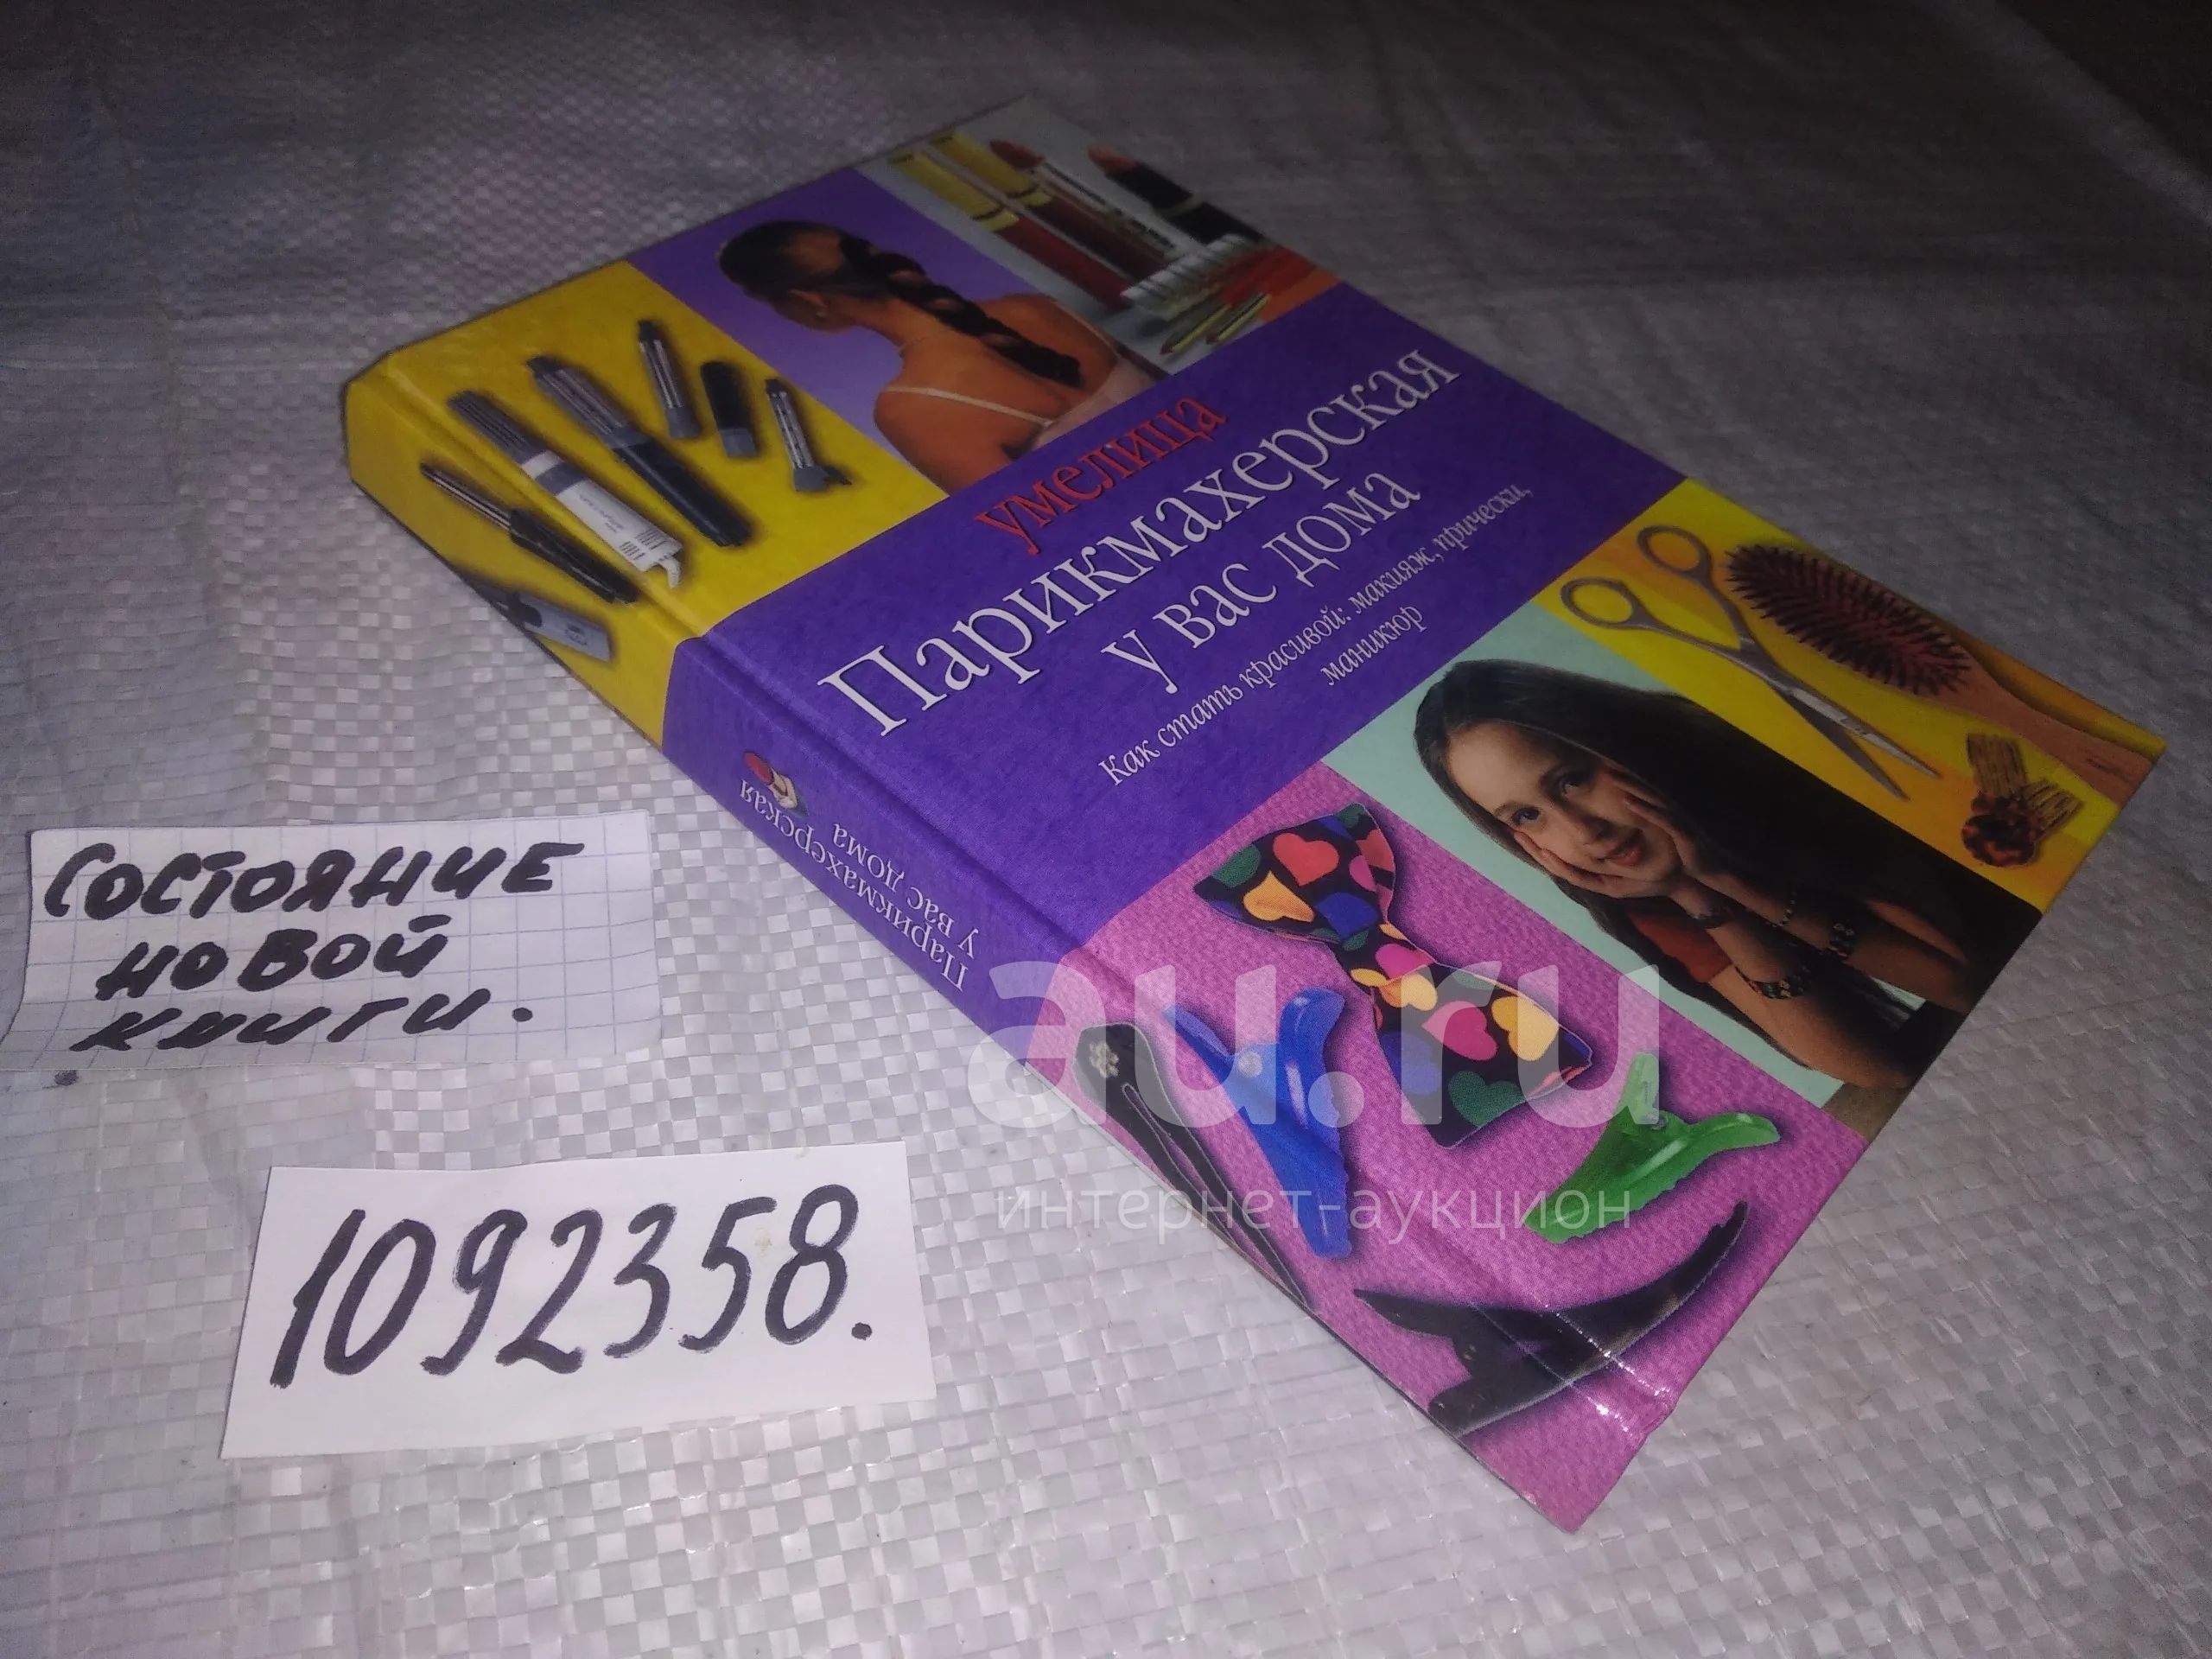 умелица
Парикмахерская
у вас дома
Как стать красивой: макияж, прически,
маникюр
Парикмахерская
у вас дома
СОСТОЯНИЕ
НОВОЙ
КНИГИ.
1092358.
au.ru
интернет-аукцион